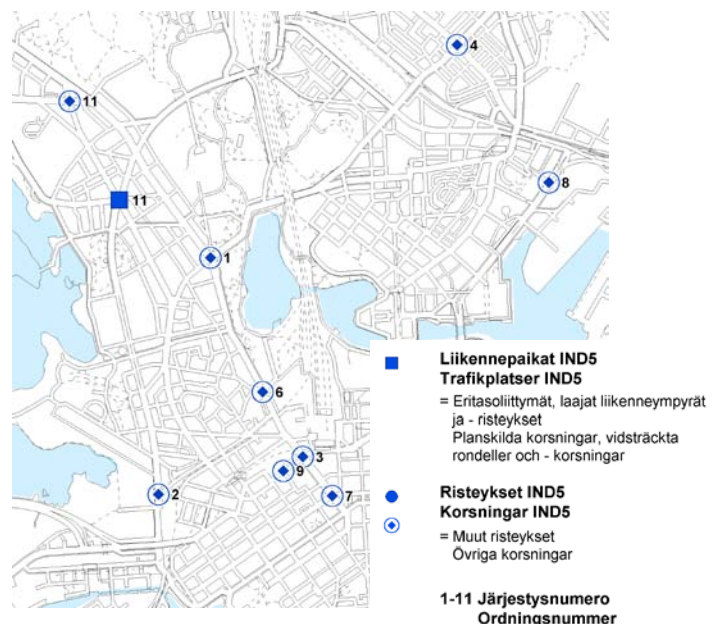 4
11
8
11
1
6
3
9
2
7
Liikennepaikat IND5
Trafikplatser IND5
= Eritasoliittymät, laajat liikenneympyrät
ja - risteykset
Planskilda korsningar, vidsträckta
rondeller och - korsningar
Risteykset IND5
Korsningar IND5
= Muut risteykset
Övriga korsningar
1-11 Järjestysnumero
Ordningsnummer